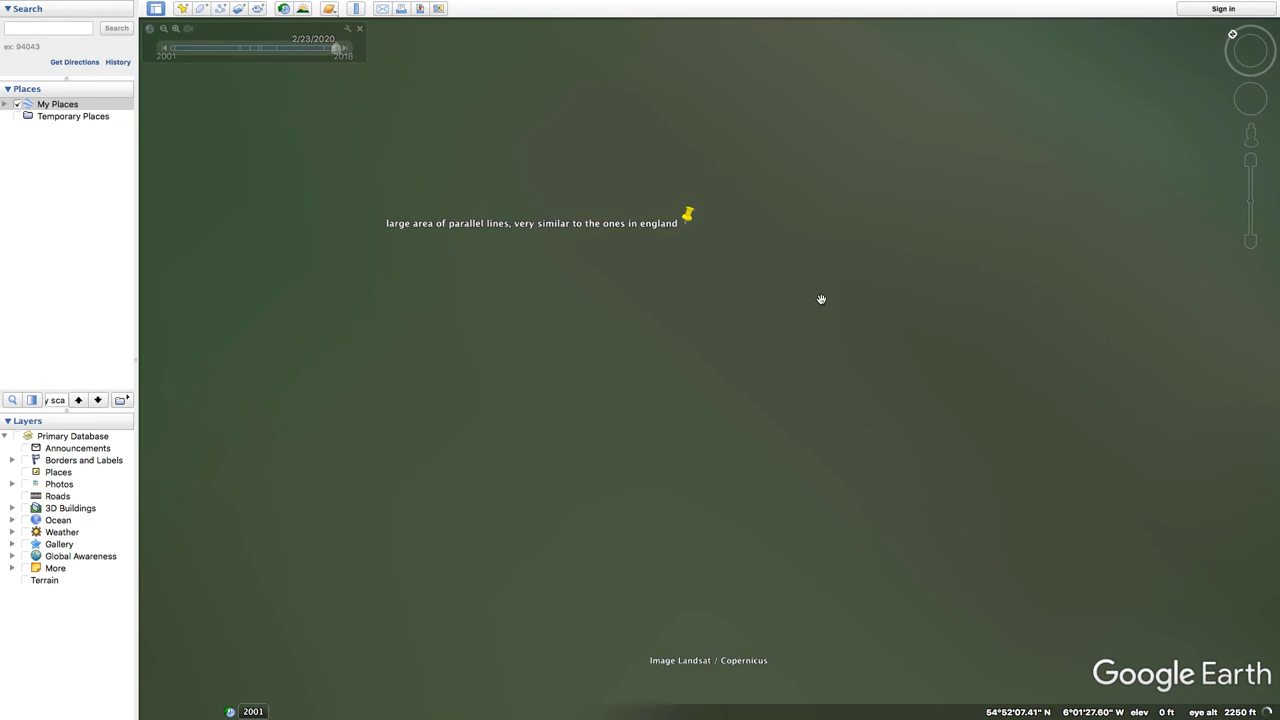 Search
Sign in
2/23/2020
Search
ex: 94043
2001
2018
Get Directions
History
Places
My Places
Temporary Places
large area of parallel lines, very similar to the ones in england
y sca
Layers
Primary Database
Announcements
Borders and Labels
Places
Photos
Roads
3D Buildings
Ocean
Weather
Gallery
Global Awareness
More
Terrain
Image Landsat / Copernicus
Google Earth
2001
54°52'07.41" N 6°01'27.60" W elev 0 ft eye alt 2250 ft